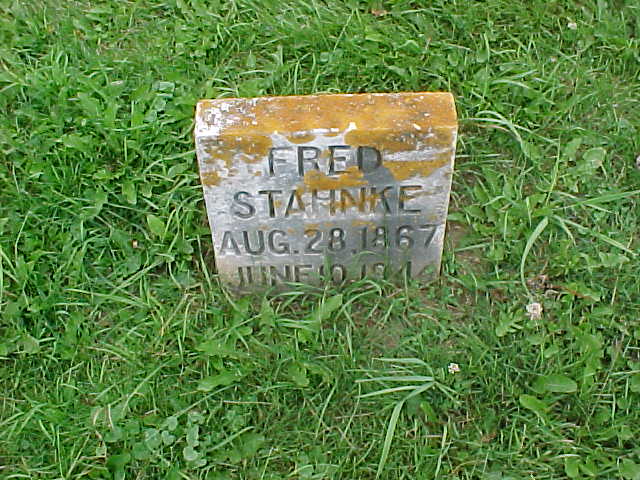 FRED
STAHNKE
AUG. 28. 1867
JUNE